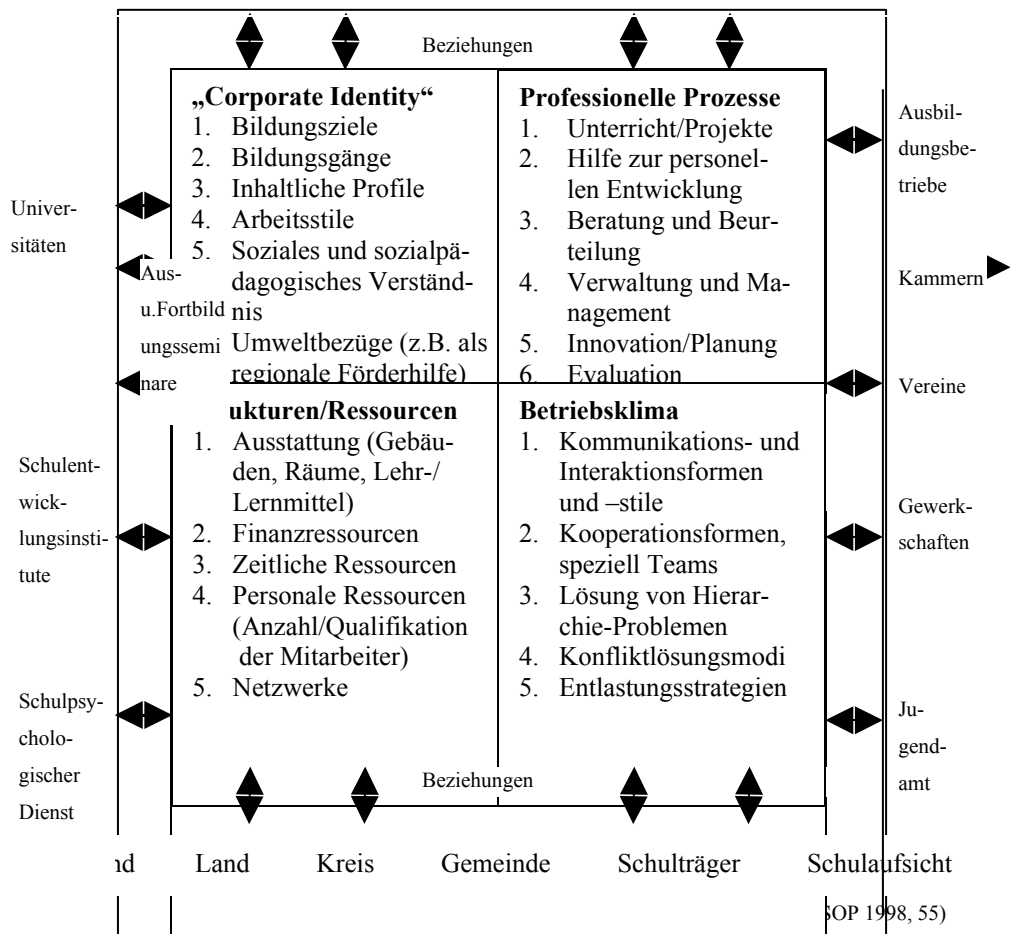 Beziehungen
„Corporate Identity“
1. Bildungsziele
2. Bildungsgänge
3. Inhaltliche Profile
4. Arbeitsstile
5. Soziales und sozialpä-
dagogisches Verständ-
nis
Umweltbezüge (z.B. als
regionale Förderhilfe)
Professionelle Prozesse
1. Unterricht/Projekte
2. Hilfe zur personel-
len Entwicklung
3. Beratung und Beur-
teilung
4. Verwaltung und Ma-
nagement
5. Innovation/Planung
6. Evaluation
ukturen/Ressourcen
1. Ausstattung (Gebäu-
den, Räume, Lehr-/
Lernmittel)
2. Finanzressourcen
3. Zeitliche Ressourcen
4. Personale Ressourcen
(Anzahl/Qualifikation
der Mitarbeiter)
5. Netzwerke
Betriebsklima
1. Kommunikations- und
Interaktionsformen
und –stile
2. Kooperationsformen,
speziell Teams
3. Lösung von Hierar-
chie-Problemen
4. Konfliktlösungsmodi
5. Entlastungsstrategien
Univer-
sitäten
Aus-
u.Fortbild
ungssemi
nare
Schulent-
wick-
lungsinsti-
tute
Schulpsy-
cholo-
gischer
Dienst
Ausbil-
dungsbe-
triebe
Kammern
Vereine
Gewerk-
schaften
Ju-
gend-
amt
Beziehungen
nd Land Kreis Gemeinde Schulträger Schulaufsicht
SOP 1998, 55)